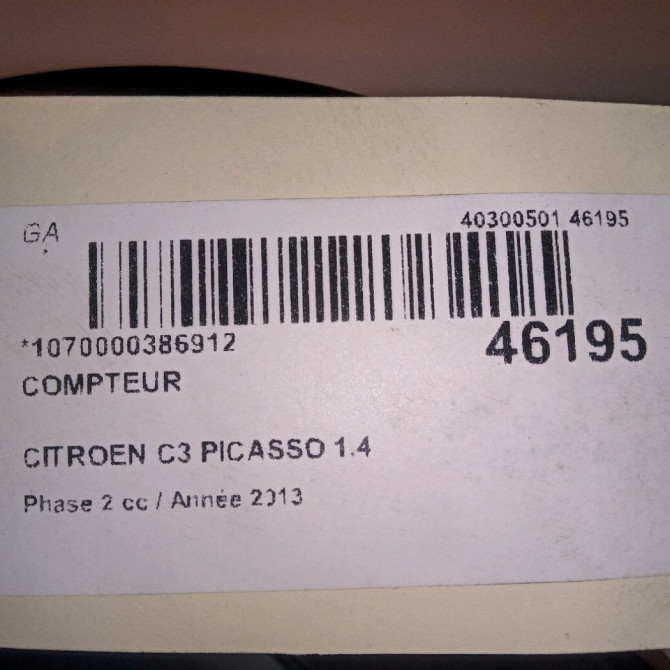 GA
40300501 46195
*1070000386912
46195
COMPTEUR
CITROEN C3 PICASSO 1.4
Phase 2 cc / Année 2013